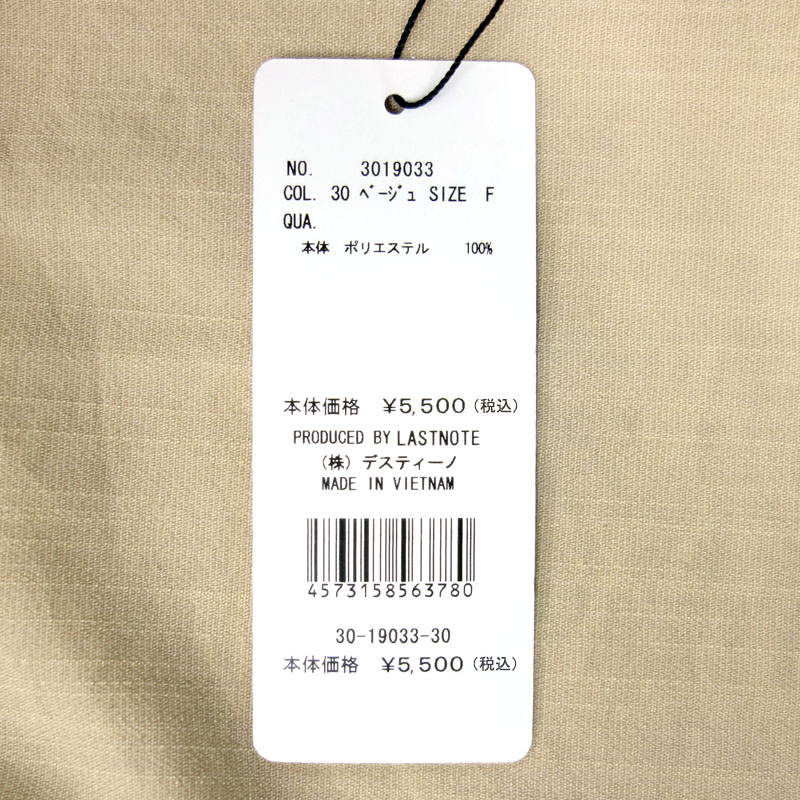 NO. 3019033
COL. 30 ﾍﾞｰｼﾞｭ SIZE F
QUA.
本体 ポリエステル 100%
本体価格 ¥5,500（税込）
PRODUCED BY LASTNOTE
（株）デスティーノ
MADE IN VIETNAM
4573158563780
30-19033-30
本体価格 ¥5,500（税込）